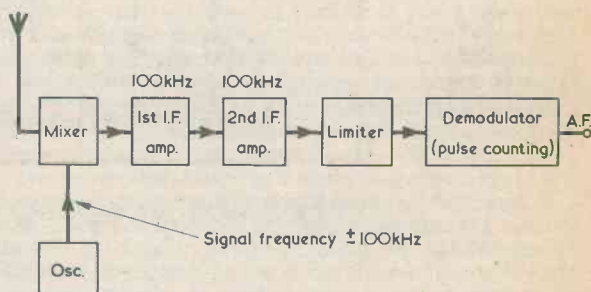 100kHz
100kHz
Mixer
1st I.F.
amp.
2nd I.F.
amp.
Limiter
Demodulator
(pulse counting)
A.F.
Signal frequency ± 100kHz
Osc.